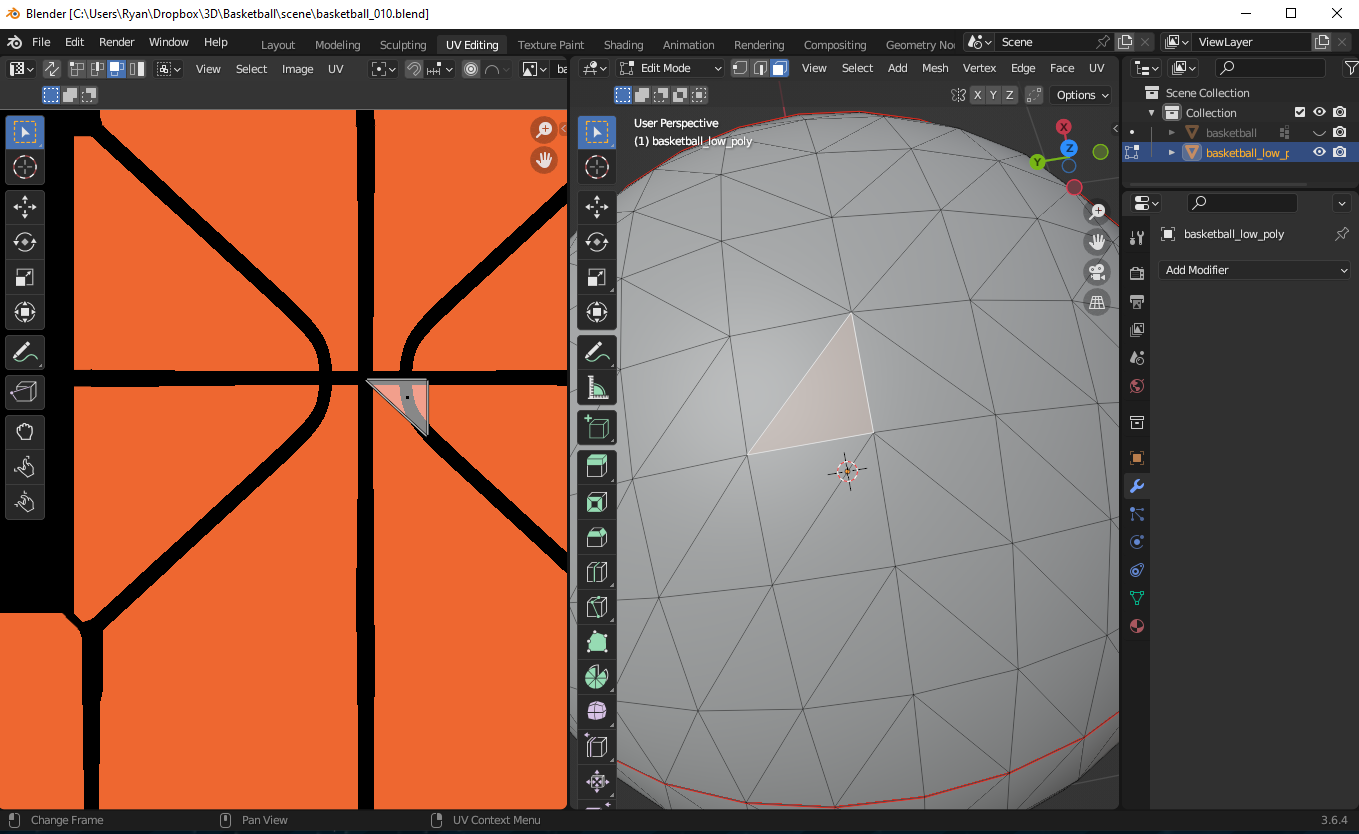 Blender [C:\Users\Ryan\Dropbox\3D\Basketball\scene\basketball_010.blend]
File Edit Render Window Help Layout Modeling Sculpting UV Editing Texture Paint Shading Animation Rendering Compositing Geometry No Scene ViewLayer
View Select Image UV ba Edit Mode View Select Add Mesh Vertex Edge Face UV
X Y Z Options
Scene Collection
Collection
basketball
basketball_low_p
User Perspective
(1) basketball_low_poly
X
Y
Z
basketball_low_poly
Add Modifier
Change Frame Pan View UV Context Menu 3.6.4